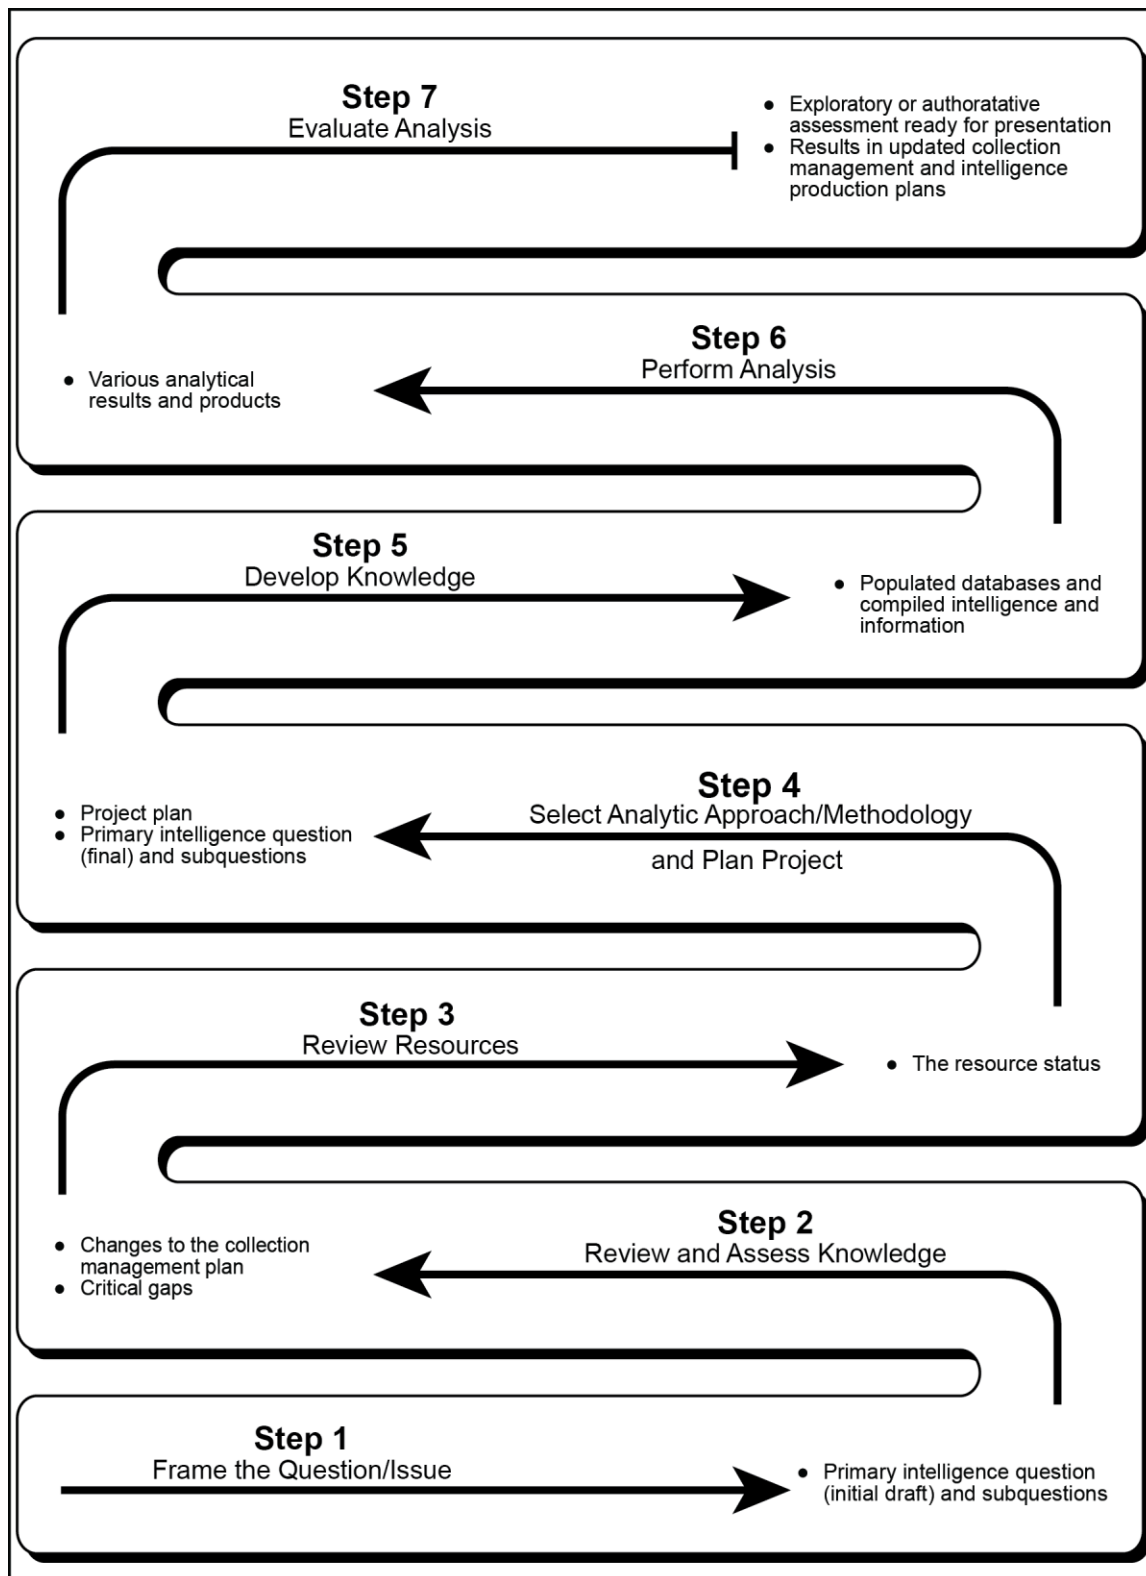 Step 7
Evaluate Analysis
● Exploratory or authoratative
assessment ready for presentation
● Results in updated collection
management and intelligence
production plans
Step 6
Perform Analysis
● Various analytical
results and products
Step 5
Develop Knowledge
● Populated databases and
compiled intelligence and
information
Step 4
Select Analytic Approach/Methodology
and Plan Project
● Project plan
● Primary intelligence question
(final) and subquestions
Step 3
Review Resources
● The resource status
Step 2
Review and Assess Knowledge
● Changes to the collection
management plan
● Critical gaps
Step 1
Frame the Question/Issue
● Primary intelligence question
(initial draft) and subquestions